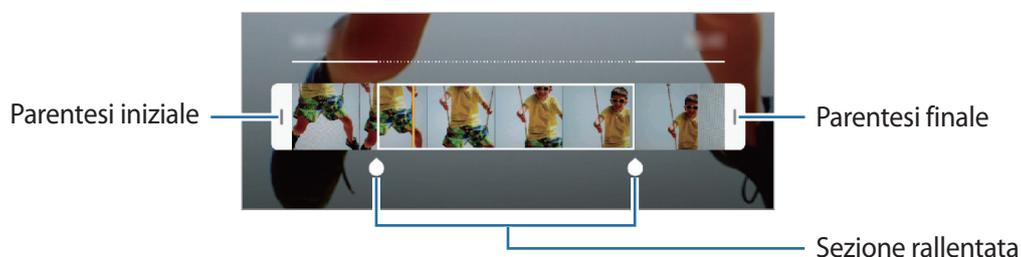 Parentesi iniziale
Parentesi finale
Sezione rallentata